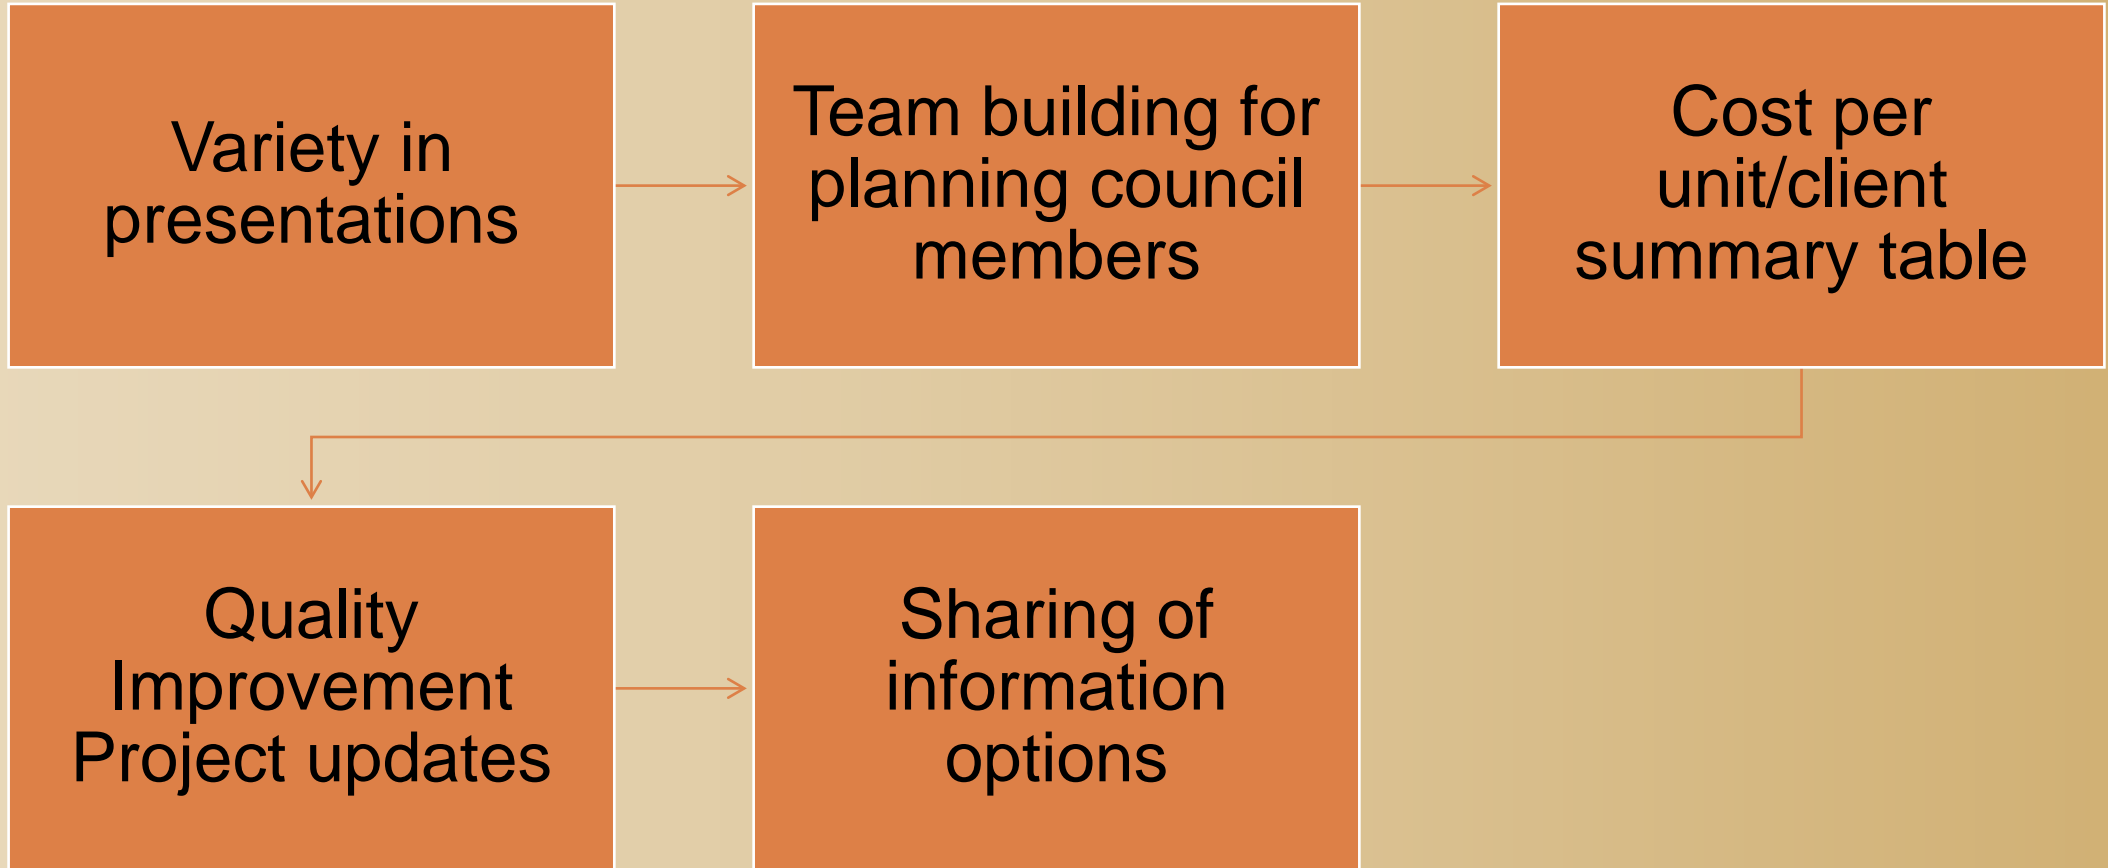 Variety in
presentations
Team building for
planning council
members
Cost per
unit/client
summary table
Quality
Improvement
Project updates
Sharing of
information
options